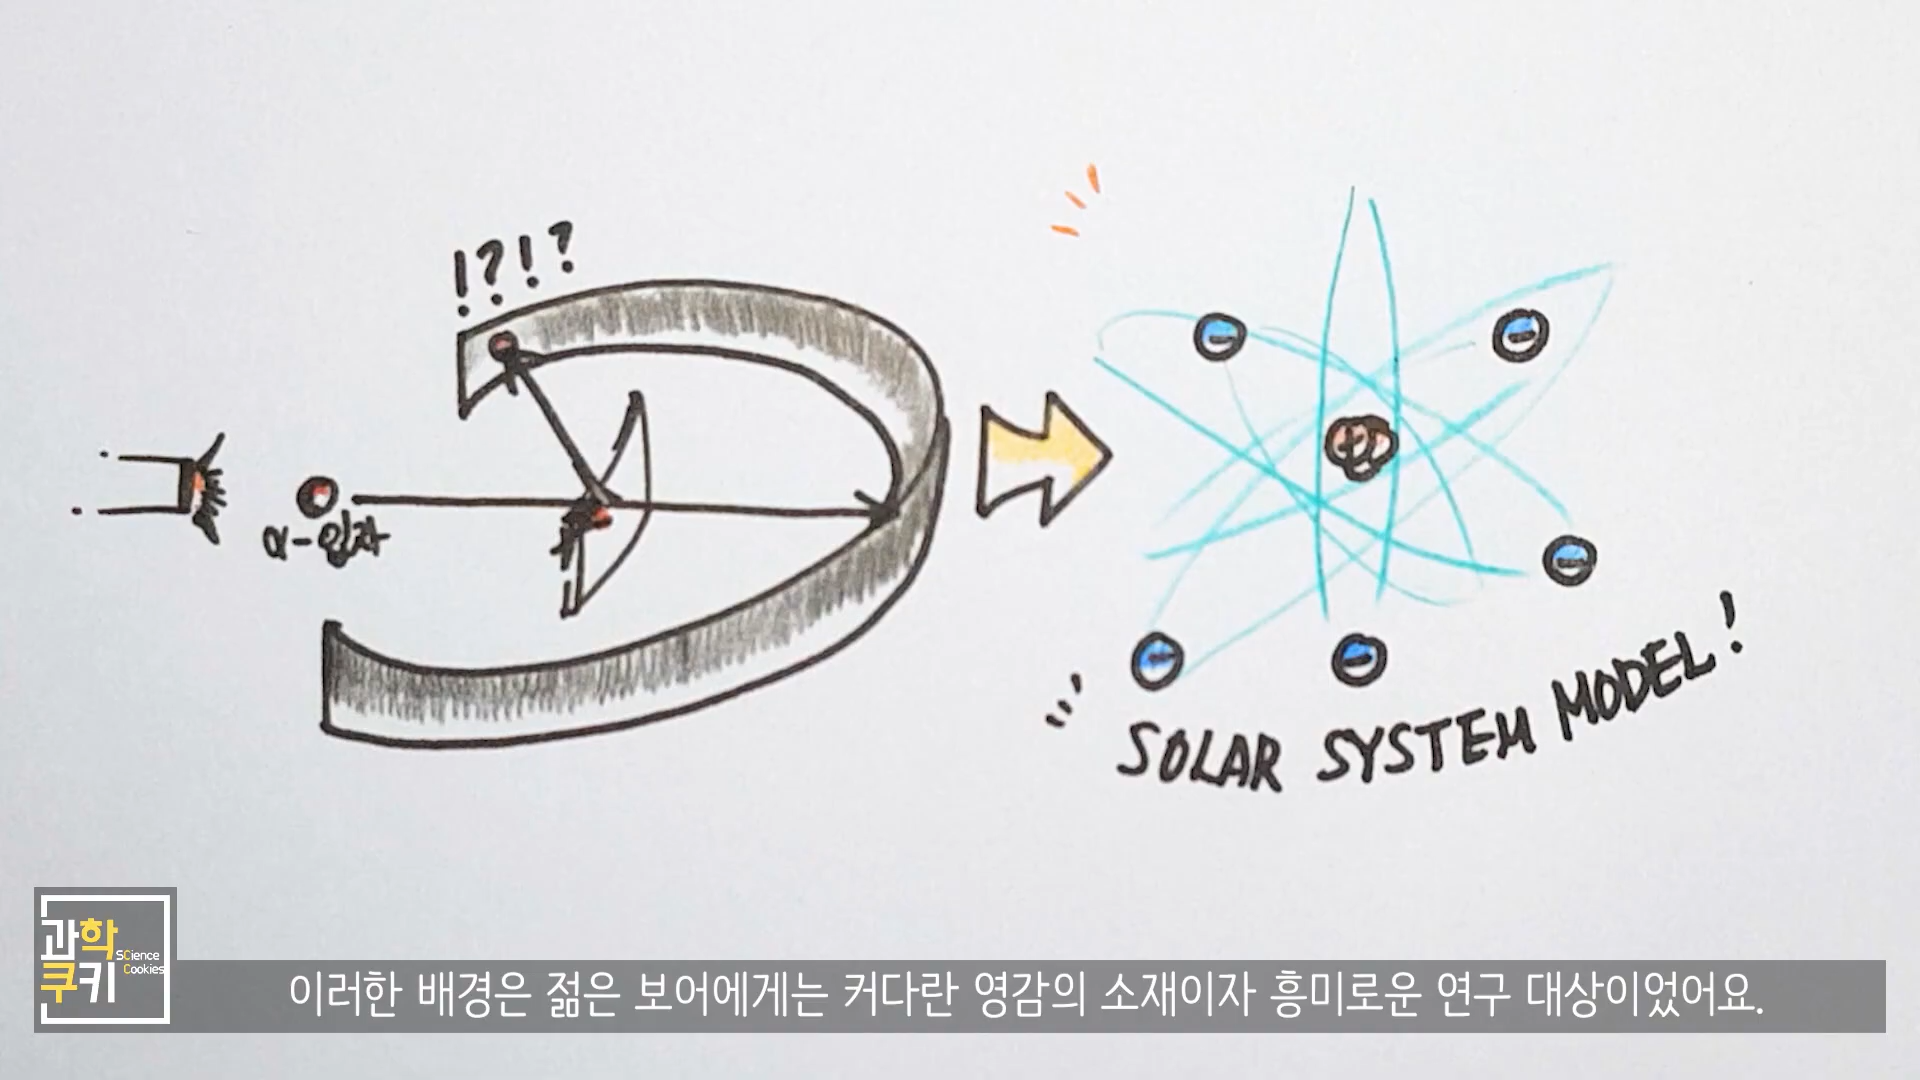 !?!?
α-입자
SOLAR SYSTEM MODEL!
과학
쿠키
SCience
Cookies
이러한 배경은 젊은 보어에게는 커다란 영감의 소재이자 흥미로운 연구 대상이었어요.